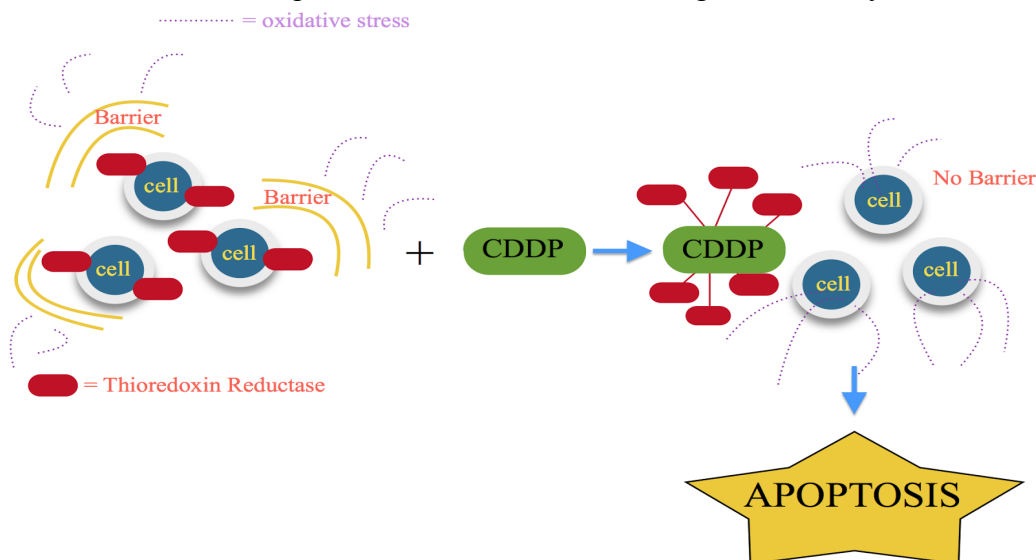 = oxidative stress
Barrier
cell
Barrier
cell
cell
+
CDDP
CDDP
No Barrier
cell
cell
cell
= Thioredoxin Reductase
APOPTOSIS